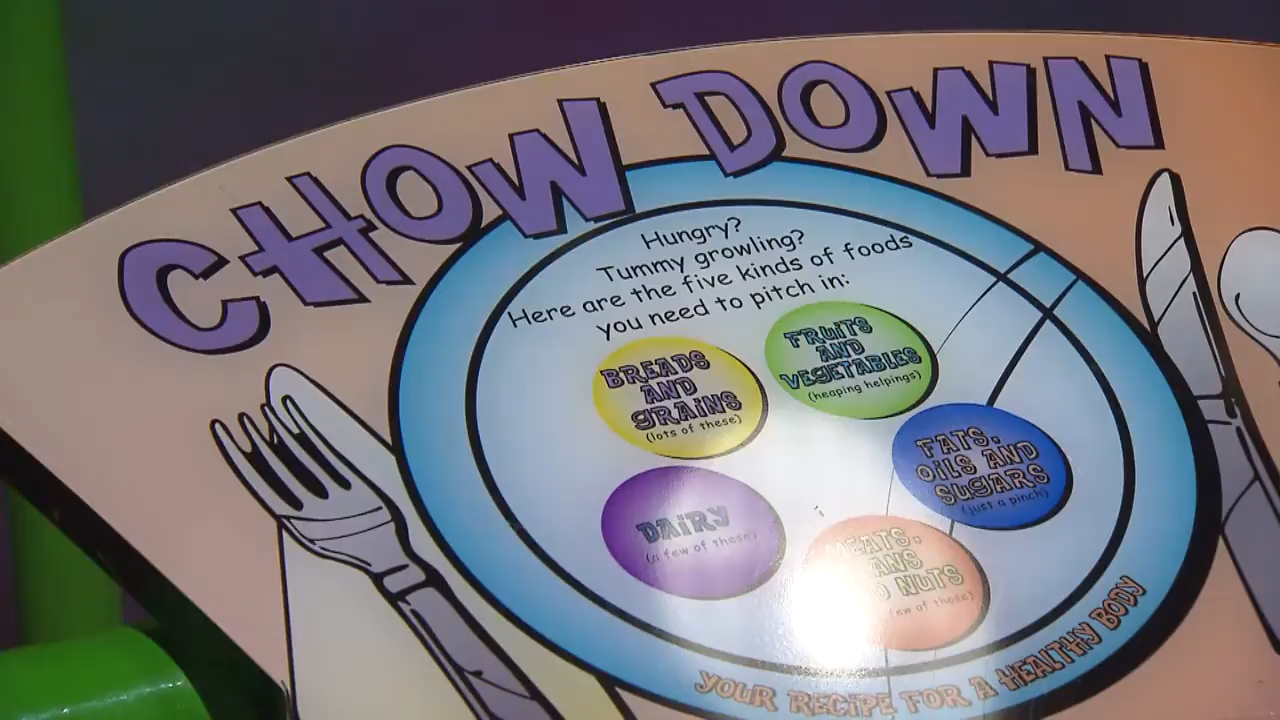 CHOW DOWN
Hungry?
Tummy growling?
Here are the five kinds of foods
you need to pitch in:
FRUiTS
AND
VEGETABLES
(heaping helpings)
BREADS
AND
GRAiNS
(lots of these)
FATS,
OiLS AND
SUGARS
(just a pinch)
DAiRY
(a few of these)
NUTS
few of these)
YOUR RECiPE FOR A HEALTHY BODY